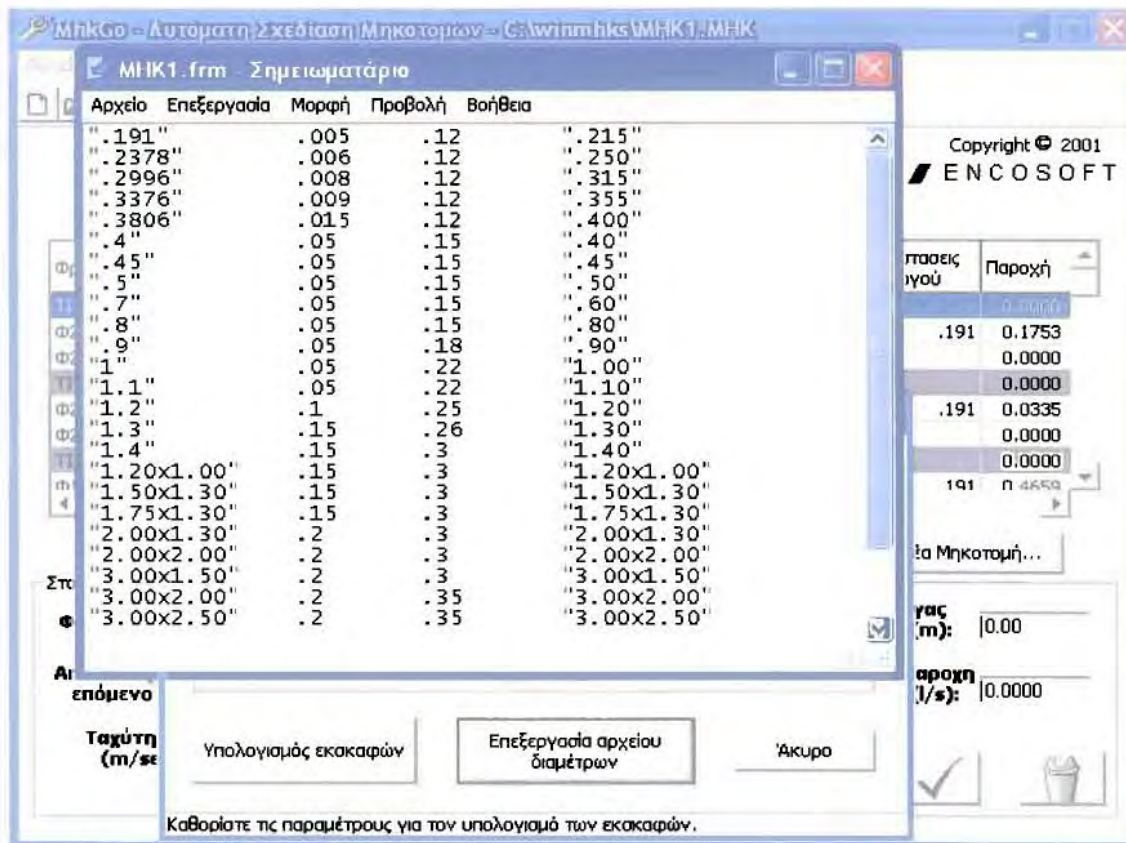 MhkGo - Αυτόματη Σχεδίαση Μηκοτομων - C:\winmhks\MHK1.MHK
MHK1.frm - Σημειωματάριο
Αρχείο Επεξεργασία Μορφή Προβολή Βοήθεια
".191" .005 .12 ".215"
".2378" .006 .12 ".250"
".2996" .008 .12 ".315"
".3376" .009 .12 ".355"
".3806" .015 .12 ".400"
".4" .05 .15 ".40"
".45" .05 .15 ".45"
".5" .05 .15 ".50"
".7" .05 .15 ".60"
".8" .05 .15 ".80"
".9" .05 .18 ".90"
"1" .05 .22 "1.00"
"1.1" .05 .22 "1.10"
"1.2" .1 .25 "1.20"
"1.3" .15 .26 "1.30"
"1.4" .15 .3 "1.40"
"1.20x1.00" .15 .3 "1.20x1.00"
"1.50x1.30" .15 .3 "1.50x1.30"
"1.75x1.30" .15 .3 "1.75x1.30"
"2.00x1.30" .2 .3 "2.00x1.30"
"2.00x2.00" .2 .3 "2.00x2.00"
"3.00x1.50" .2 .3 "3.00x1.50"
"3.00x2.00" .2 .35 "3.00x2.00"
"3.00x2.50" .2 .35 "3.00x2.50"
Copyright © 2001
ENCOSOFT
Παροχή
0.0000
.191 0.1753
0.0000
0.0000
.191 0.0335
0.0000
0.0000
191 0.4659
έα Μηκοτομή...
(m): 0.00
επόμενο
(l/s): 0.0000
Ταχύτη
(m/se
Υπολογισμός εκσκαφών
Επεξεργασία αρχείου
διαμέτρων
Άκυρο
Καθορίστε τις παραμέτρους για τον υπολογισμό των εκσκαφών.